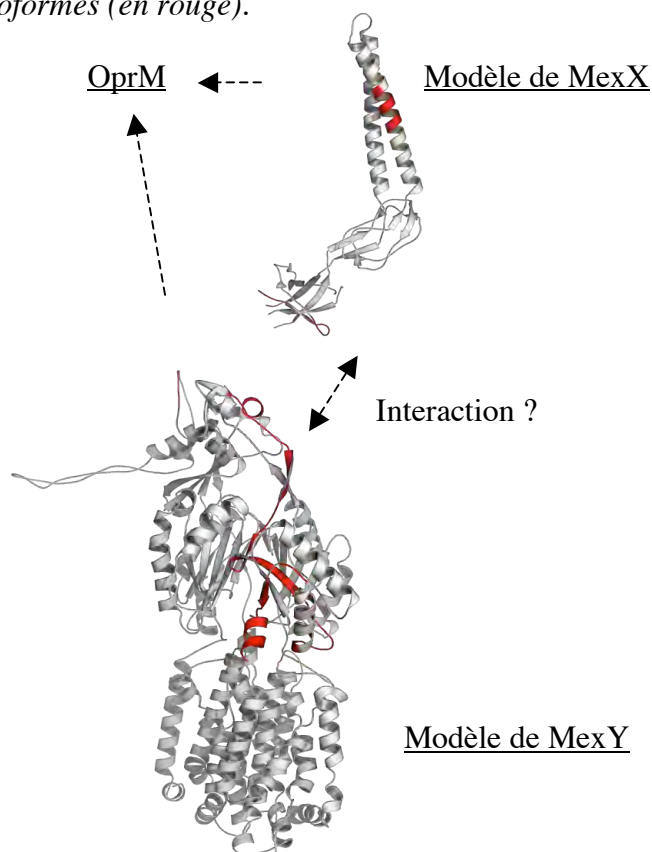 oformes (en rouge).
OprM
Modèle de MexX
Interaction ?
Modèle de MexY